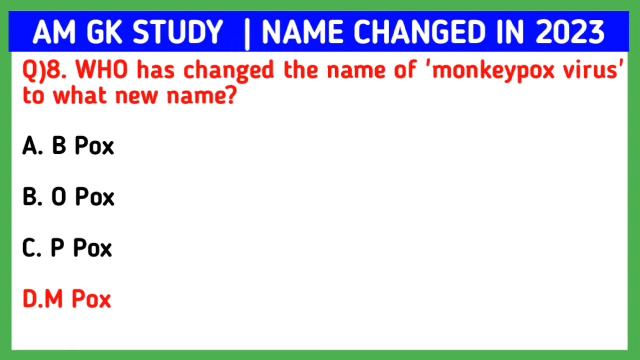 AM GK STUDY | NAME CHANGED IN 2023
Q)8. WHO has changed the name of 'monkeypox virus'
to what new name?
A. B Pox
B. O Pox
C. P Pox
D.M Pox